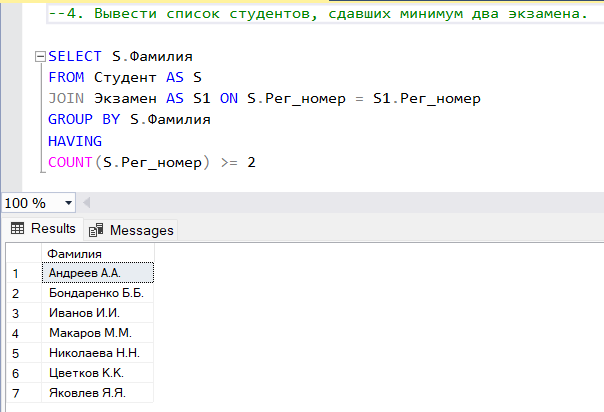 --4. Вывести список студентов, сдавших минимум два экзамена.
SELECT S.Фамилия
FROM Студент AS S
JOIN Экзамен AS S1 ON S.Рег_номер = S1.Рег_номер
GROUP BY S.Фамилия
HAVING
COUNT(S.Рег_номер) >= 2
100 %
Results Messages
Фамилия
1 Андреев А.А.
2 Бондаренко Б.Б.
3 Иванов И.И.
4 Макаров М.М.
5 Николаева Н.Н.
6 Цветков К.К.
7 Яковлев Я.Я.